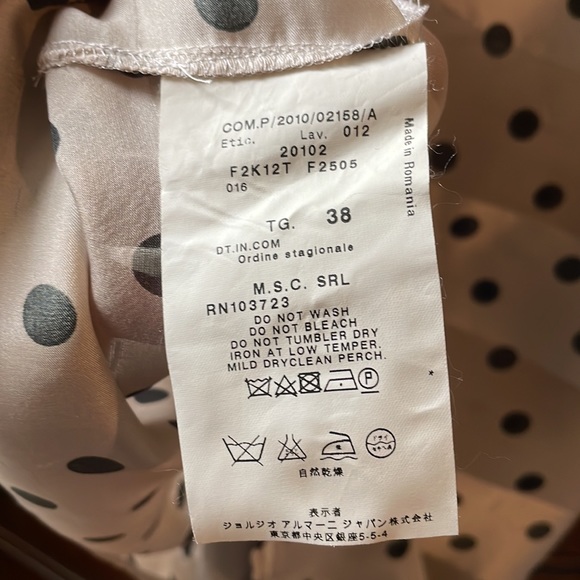 COM.P/2010/02158/A
Etic. Lav. 012
20102
F2K12T F2505
016
Made in Romania
TG. 38
DT.IN.COM
Ordine stagionale
M.S.C. SRL
RN103723
DO NOT WASH
DO NOT BLEACH
DO NOT TUMBLER DRY
IRON AT LOW TEMPER.
MILD DRYCLEAN PERCH.
P
ドライ
自然乾燥
表示者
ジョルジオ アルマーニ ジャパン株式会社
東京都中央区銀座5-5-4